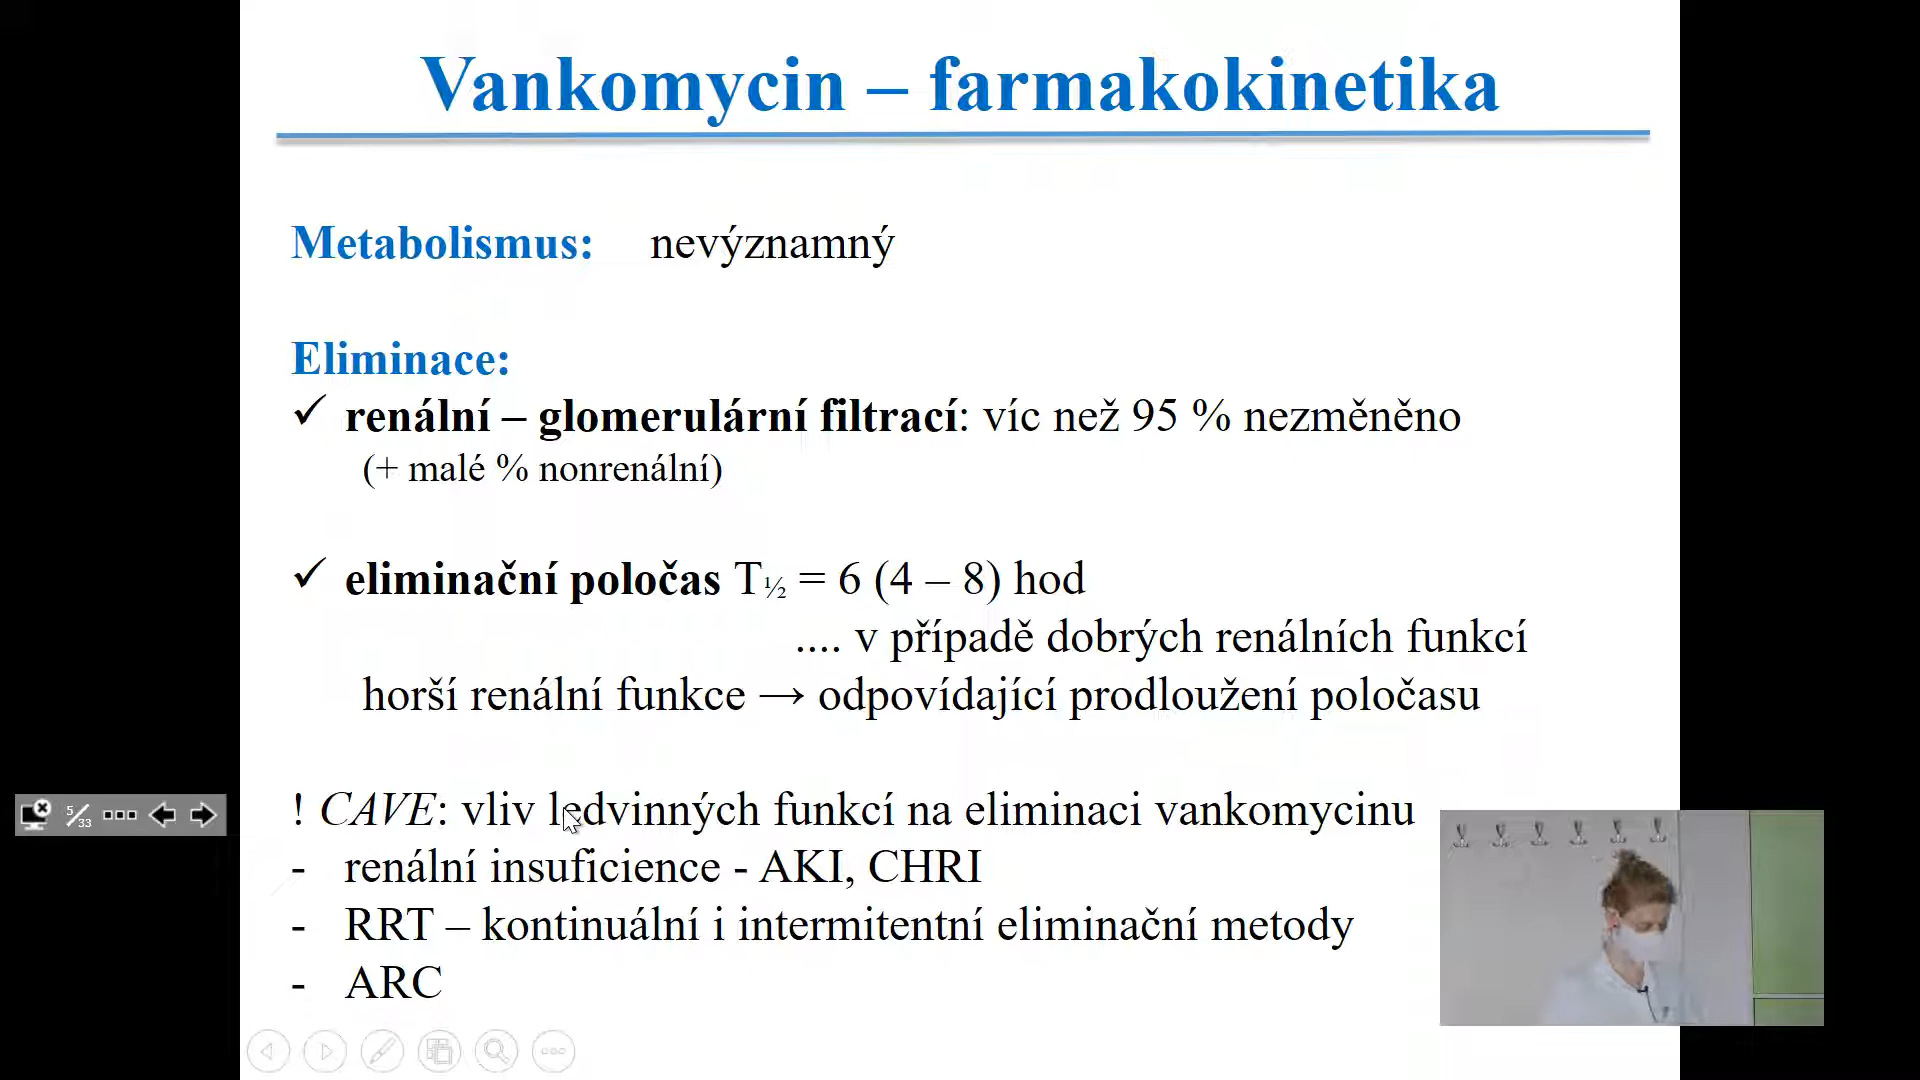 Vankomycin – farmakokinetika
Metabolismus: nevýznamný
Eliminace:
✓ renální – glomerulární filtrací: víc než 95 % nezměněno
(+ malé % nonrenální)
✓ eliminační poločas T½ = 6 (4 – 8) hod
.... v případě dobrých renálních funkcí
horší renální funkce → odpovídající prodloužení poločasu
! CAVE: vliv ledvinných funkcí na eliminaci vankomycinu
- renální insuficience - AKI, CHRI
- RRT – kontinuální i intermitentní eliminační metody
- ARC
5/33